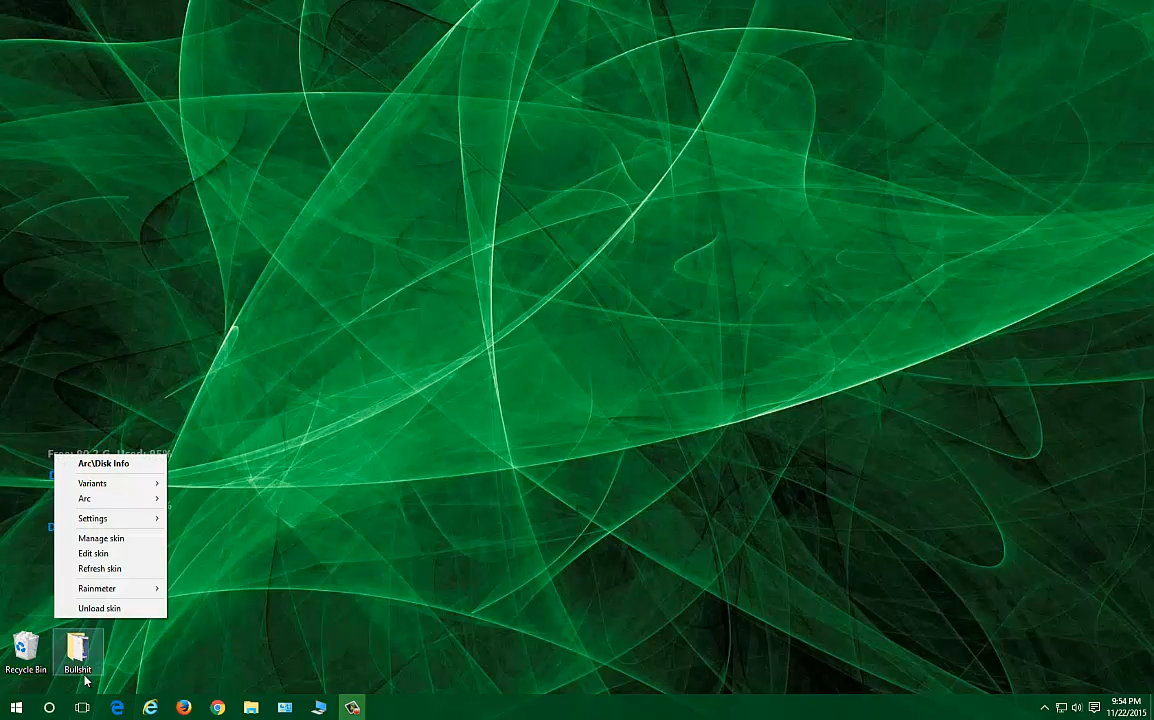 Arc\Disk Info
Variants
Arc
Settings
Manage skin
Edit skin
Refresh skin
Rainmeter
Unload skin
Recycle Bin
Bullshit
9:54 PM
11/22/2015